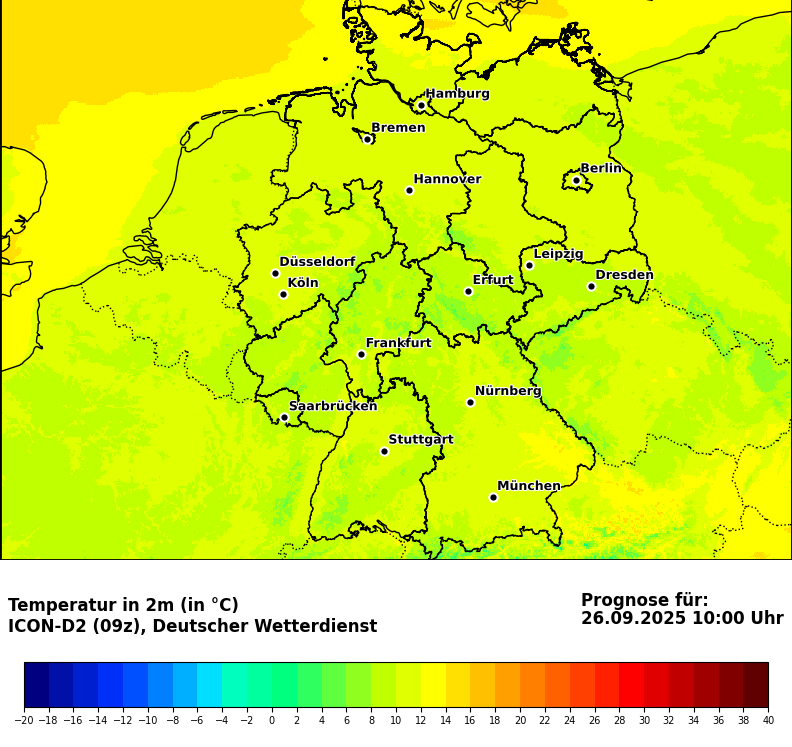 Hamburg
Bremen
Berlin
Hannover
Leipzig
Düsseldorf
Dresden
Köln
Erfurt
Frankfurt
Nürnberg
Saarbrücken
Stuttgart
München
Temperatur in 2m (in °C)
ICON-D2 (09z), Deutscher Wetterdienst
Prognose für:
26.09.2025 10:00 Uhr
−20 −18 −16 −14 −12 −10 −8 −6 −4 −2 0 2 4 6 8 10 12 14 16 18 20 22 24 26 28 30 32 34 36 38 40